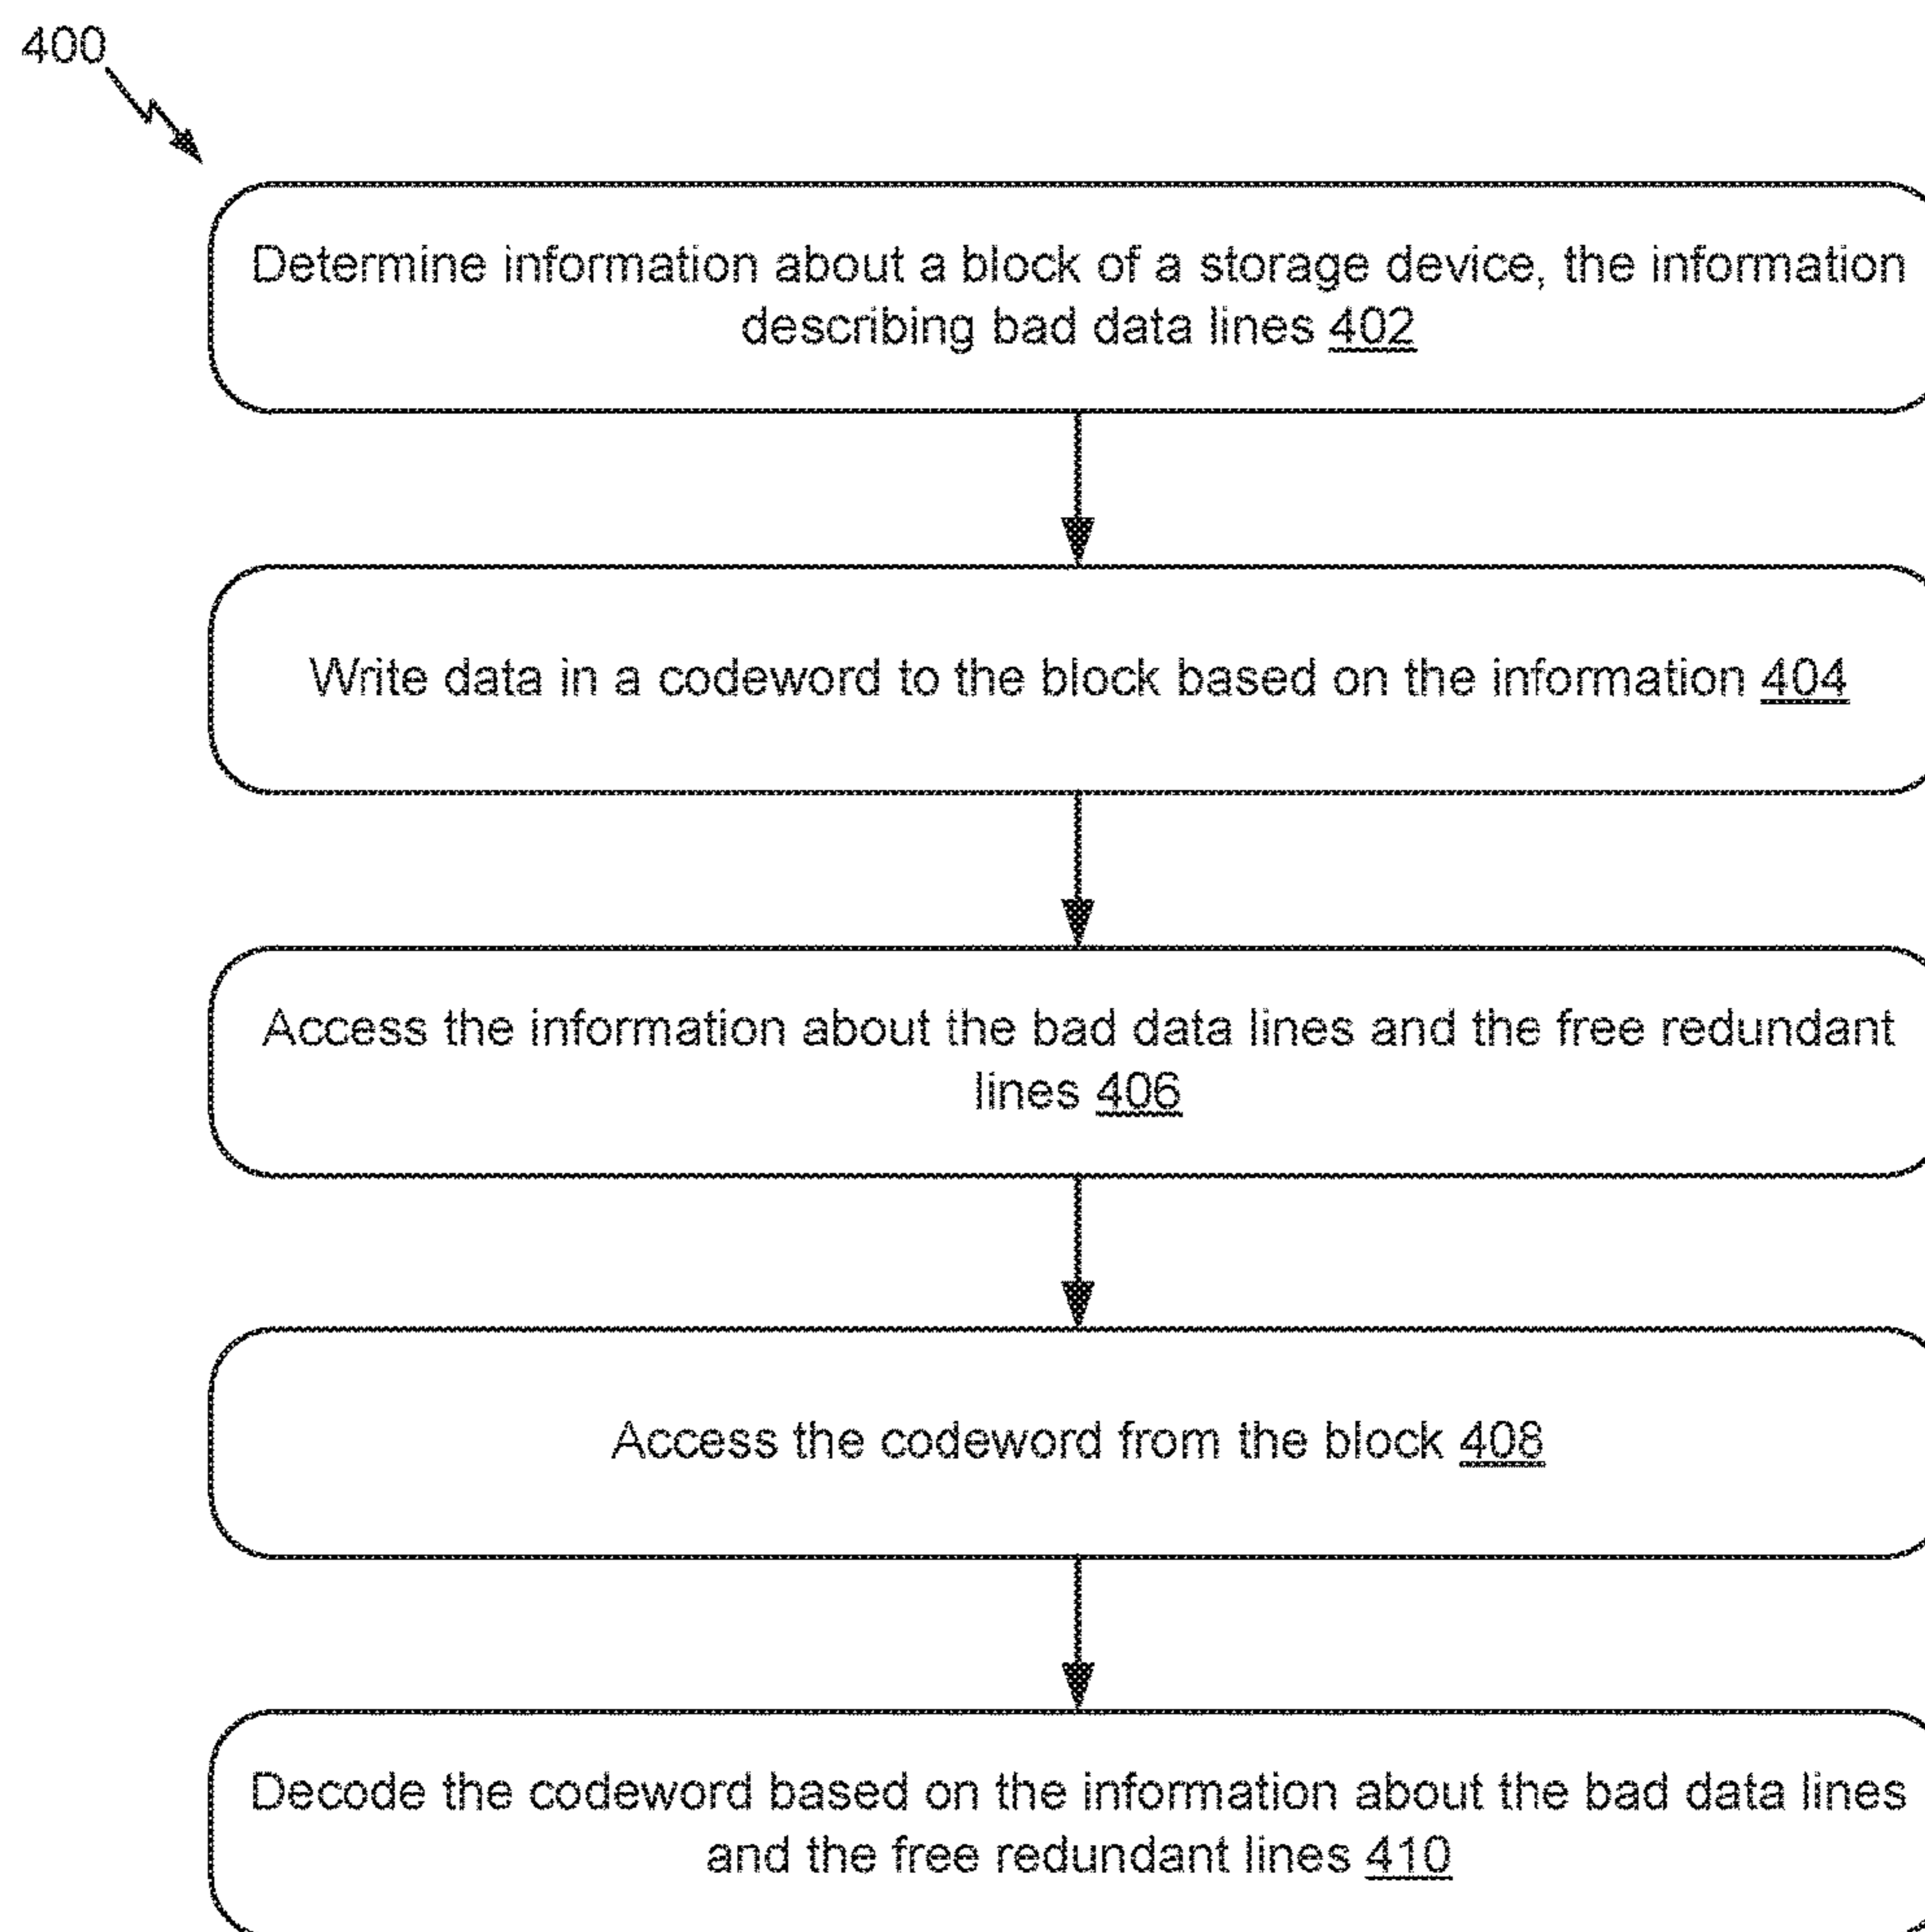 400
Determine information about a block of a storage device, the information
describing bad data lines 402
Write data in a codeword to the block based on the information 404
Access the information about the bad data lines and the free redundant
lines 406
Access the codeword from the block 408
Decode the codeword based on the information about the bad data lines
and the free redundant lines 410